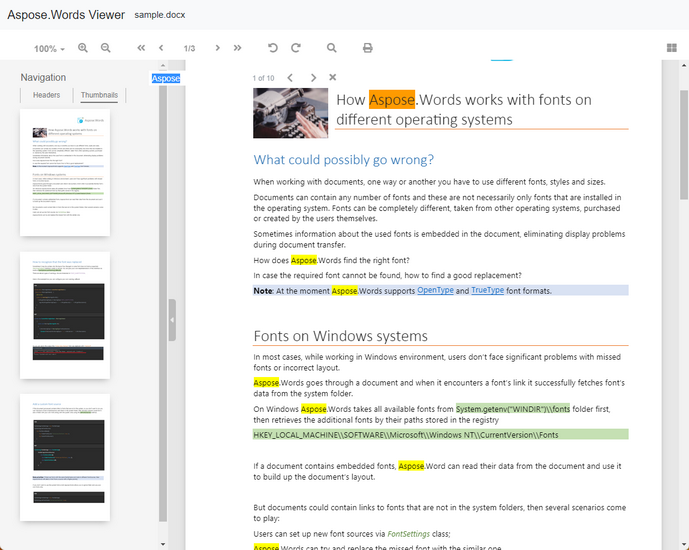 Aspose.Words Viewer sample.docx
100% 1/3
Navigation Aspose
1 of 10
Headers Thumbnails
How Aspose.Words works with fonts on
different operating systems
What could possibly go wrong?
When working with documents, one way or another you have to use different fonts, styles and sizes.
Documents can contain any number of fonts and these are not necessarily only fonts that are installed in
the operating system. Fonts can be completely different, taken from other operating systems, purchased
or created by the users themselves.
Sometimes information about the used fonts is embedded in the document, eliminating display problems
during document transfer.
How does Aspose.Words find the right font?
In case the required font cannot be found, how to find a good replacement?
Note: At the moment Aspose.Words supports OpenType and TrueType font formats.
Fonts on Windows systems
In most cases, while working in Windows environment, users don't face significant problems with missed
fonts or incorrect layout.
Aspose.Words goes through a document and when it encounters a font's link it successfully fetches font's
data from the system folder.
On Windows Aspose.Words takes all available fonts from System.getenv("WINDIR")\\fonts folder first,
then retrieves the additional fonts by their paths stored in the registry
HKEY_LOCAL_MACHINE\\SOFTWARE\\Microsoft\\Windows NT\\CurrentVersion\\Fonts
If a document contains embedded fonts, Aspose.Word can read their data from the document and use it
to build up the document's layout.
But documents could contain to links to fonts that are not in the system folders, then several scenarios come
to play:
Users can set up new font sources via FontSettings class;
Aspose.Words can try and replace the missed font with the similar one